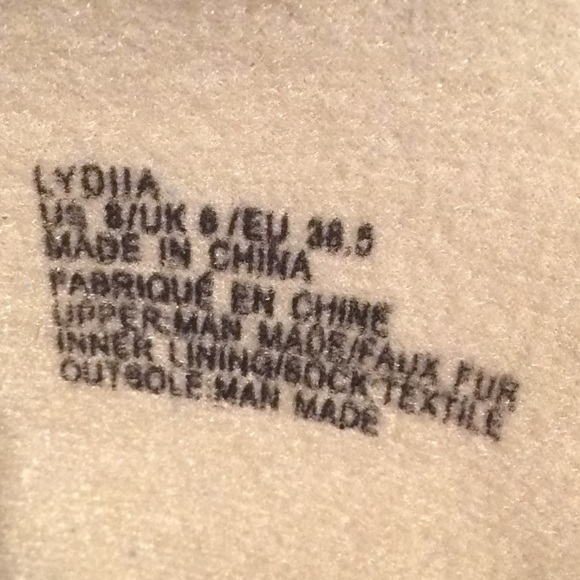 LYDIIA
US 8/UK 6/EU 38.5
MADE IN CHINA
FABRIQUÉ EN CHINE
UPPER:MAN MADE/FAUX FUR
INNER LINING/SOCK:TEXTILE
OUTSOLE:MAN MADE